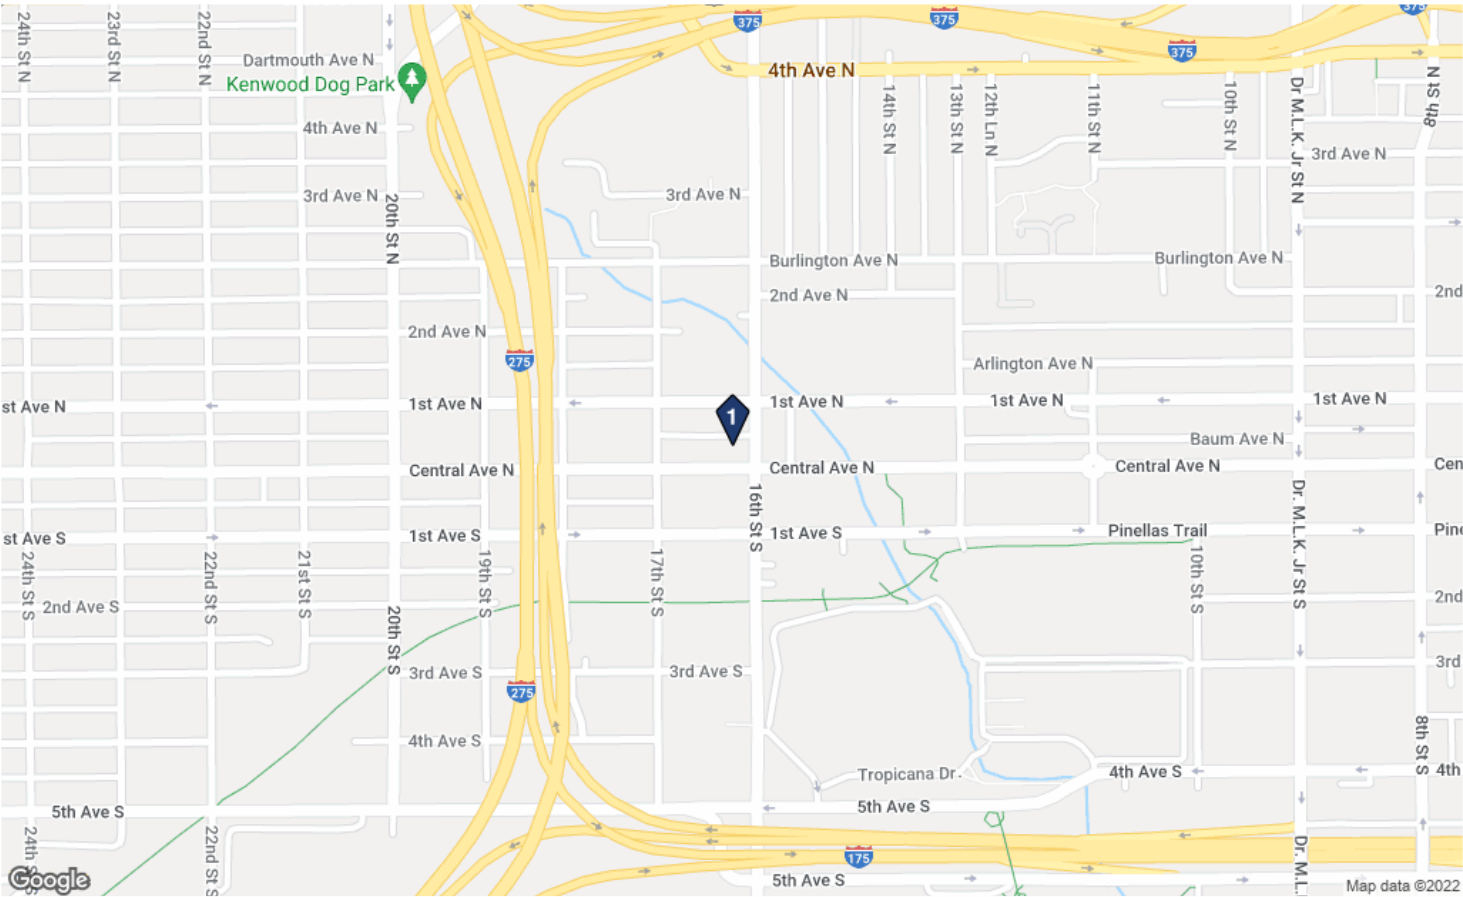 24th St N
23rd St N
22nd St N
Dartmouth Ave N
Kenwood Dog Park
4th Ave N
3rd Ave N
20th St N
375
375
375
375
4th Ave N
14th St N
13th St N
12th Ln N
11th St N
10th St N
Dr M.L.K. Jr St N
8th St N
3rd Ave N
3rd Ave N
Burlington Ave N
Burlington Ave N
2nd Ave N
2nd
2nd Ave N
275
Arlington Ave N
st Ave N
1st Ave N
1
1st Ave N
1st Ave N
1st Ave N
Baum Ave N
Central Ave N
Central Ave N
Central Ave N
Cen
16th St S
st Ave S
1st Ave S
1st Ave S
Pinellas Trail
Pine
Dr. M.L.K. Jr St S
24th St S
22nd St S
21st St S
19th St S
17th St S
10th St S
2nd Ave S
2nd
20th St S
3rd Ave S
3rd Ave S
3rd
275
4th Ave S
8th St S
Tropicana Dr
4th Ave S
4th
5th Ave S
5th Ave S
24th S
22nd St S
175
Dr. M.L.
5th Ave S
Google
Map data ©2022